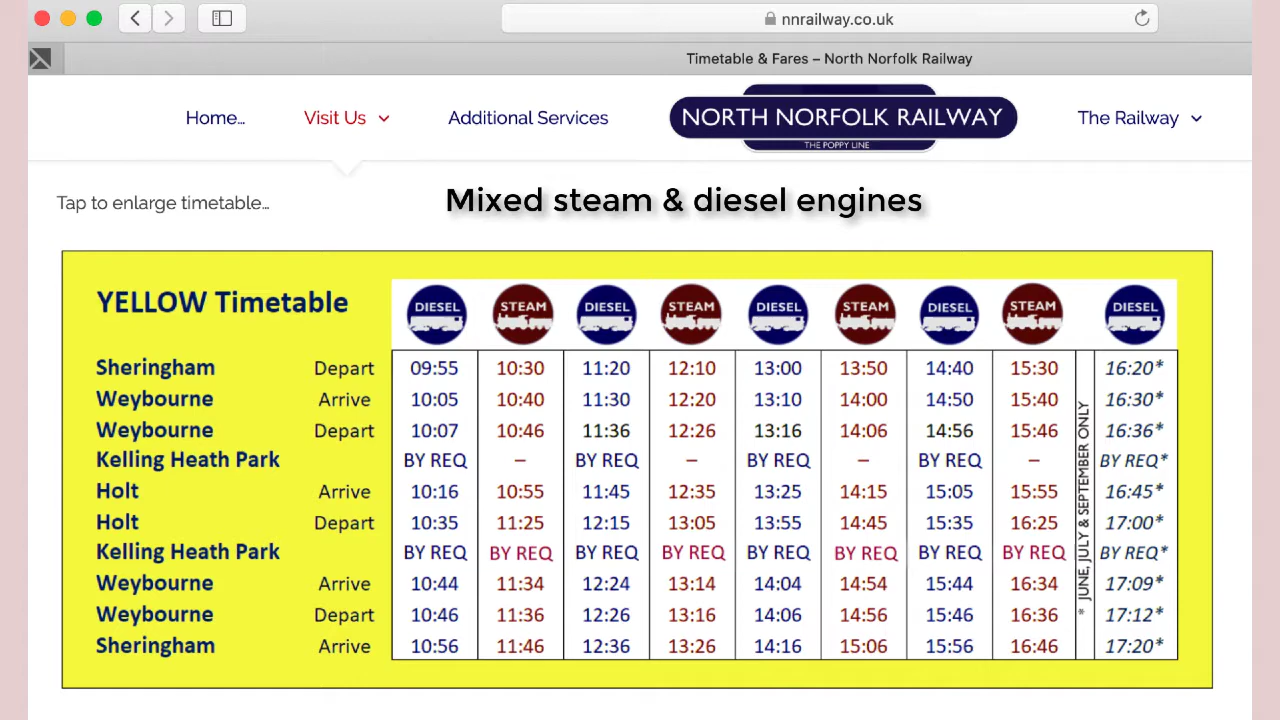 nnrailway.co.uk
Timetable & Fares – North Norfolk Railway
Home...
Visit Us
Additional Services
NORTH NORFOLK RAILWAY
THE POPPY LINE
The Railway
Tap to enlarge timetable...
Mixed steam & diesel engines
YELLOW Timetable DIESEL STEAM DIESEL STEAM DIESEL STEAM DIESEL STEAM DIESEL
Sheringham Depart 09:55 10:30 11:20 12:10 13:00 13:50 14:40 15:30 16:20*
Weybourne Arrive 10:05 10:40 11:30 12:20 13:10 14:00 14:50 15:40 16:30*
Weybourne Depart 10:07 10:46 11:36 12:26 13:16 14:06 14:56 15:46 16:36*
Kelling Heath Park BY REQ – BY REQ – BY REQ – BY REQ – BY REQ*
Holt Arrive 10:16 10:55 11:45 12:35 13:25 14:15 15:05 15:55 16:45*
Holt Depart 10:35 11:25 12:15 13:05 13:55 14:45 15:35 16:25 17:00*
Kelling Heath Park BY REQ BY REQ BY REQ BY REQ BY REQ BY REQ BY REQ BY REQ BY REQ*
Weybourne Arrive 10:44 11:34 12:24 13:14 14:04 14:54 15:44 16:34 17:09*
Weybourne Depart 10:46 11:36 12:26 13:16 14:06 14:56 15:46 16:36 17:12*
Sheringham Arrive 10:56 11:46 12:36 13:26 14:16 15:06 15:56 16:46 17:20*
* JUNE, JULY & SEPTEMBER ONLY